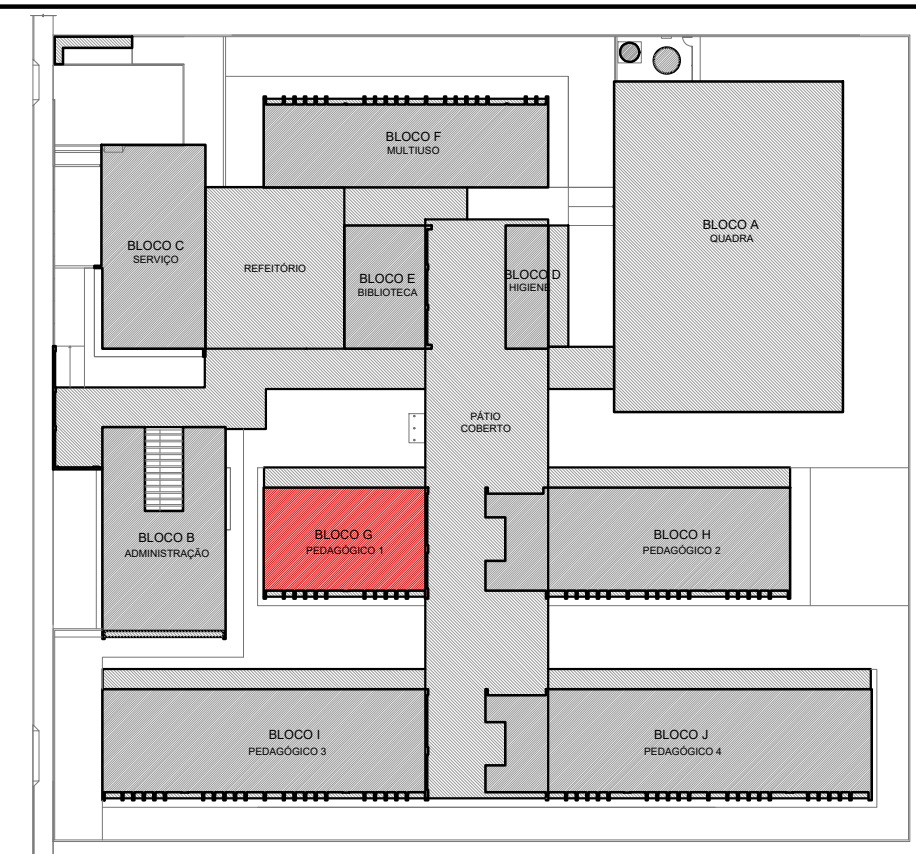 BLOCO F
MULTIUSO
BLOCO A
QUADRA
BLOCO C
SERVIÇO
REFEITÓRIO
BLOCO E
BIBLIOTECA
BLOCO D
HIGIENE
PÁTIO
COBERTO
BLOCO B
ADMINISTRAÇÃO
BLOCO G
PEDAGÓGICO 1
BLOCO H
PEDAGÓGICO 2
BLOCO I
PEDAGÓGICO 3
BLOCO J
PEDAGÓGICO 4